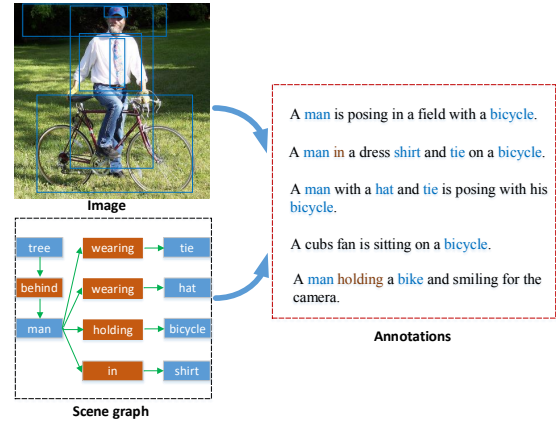 Image
tree
wearing
tie
behind
wearing
hat
man
holding
bicycle
in
shirt
Scene graph
A man is posing in a field with a bicycle.
A man in a dress shirt and tie on a bicycle.
A man with a hat and tie is posing with his
bicycle.
A cubs fan is sitting on a bicycle.
A man holding a bike and smiling for the
camera.
Annotations